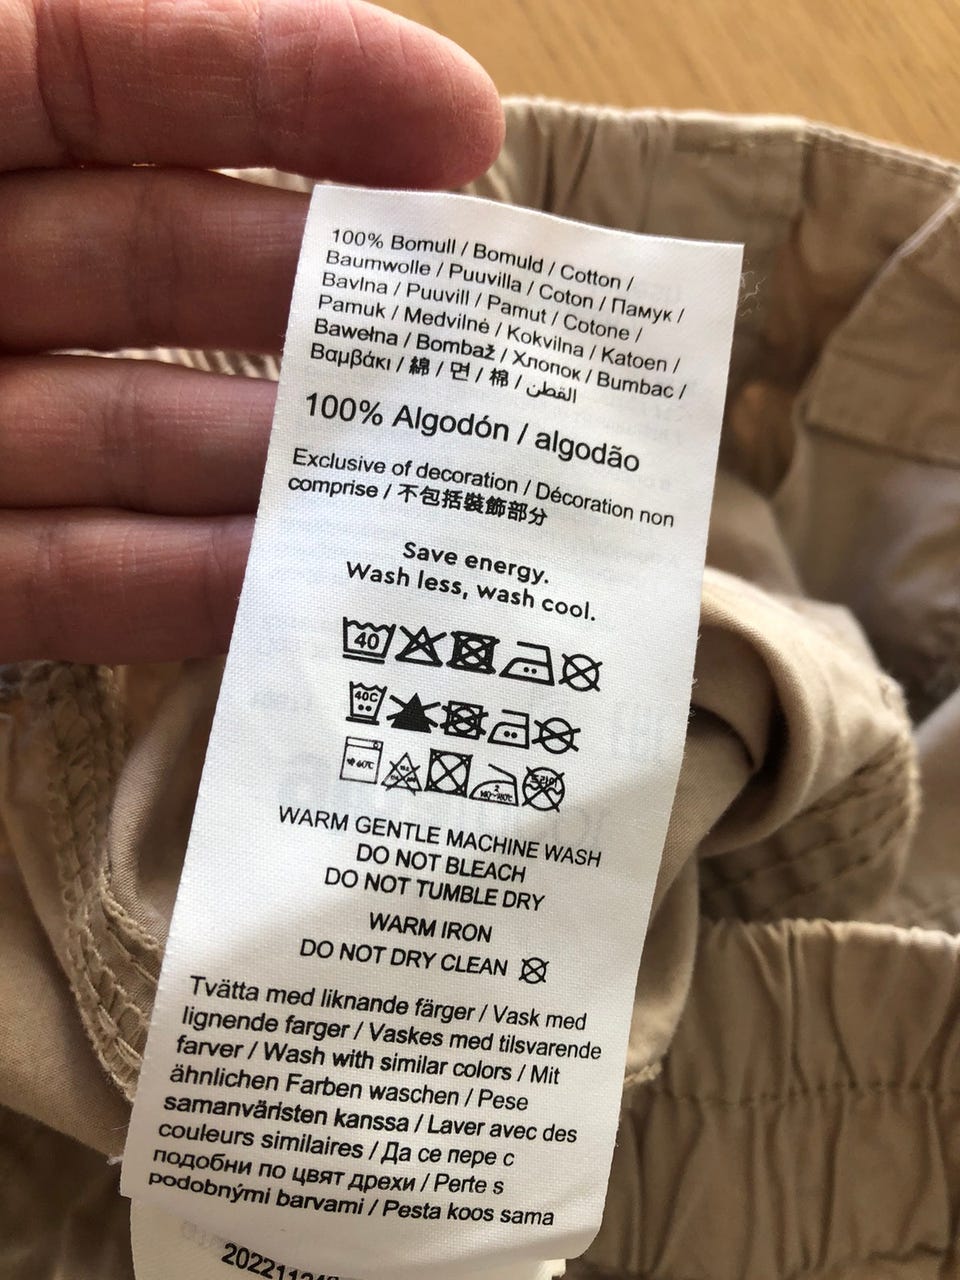 100% Bomull / Bomuld / Cotton /
Baumwolle / Puuvilla / Coton / Памук /
Bavlna / Puuvill / Pamut / Cotone /
Pamuk / Medvilnė / Kokvilna / Katoen /
Bawełna / Bombaž / Хлопок / Bumbac /
Βαμβάκι / 綿 / 면 / 棉 / القطن
100% Algodón / algodão
Exclusive of decoration / Décoration non
comprise / 不包括裝飾部分
Save energy.
Wash less, wash cool.
40
40C
60℃
WARM GENTLE MACHINE WASH
DO NOT BLEACH
DO NOT TUMBLE DRY
WARM IRON
DO NOT DRY CLEAN
Tvätta med liknande färger / Vask med
lignende farger / Vaskes med tilsvarende
farver / Wash with similar colors / Mit
ähnlichen Farben waschen / Pese
samanväristen kanssa / Laver avec des
couleurs similaires / Да се пере с
подобни по цвят дрехи / Perte s
podobnými barvami / Pesta koos sama